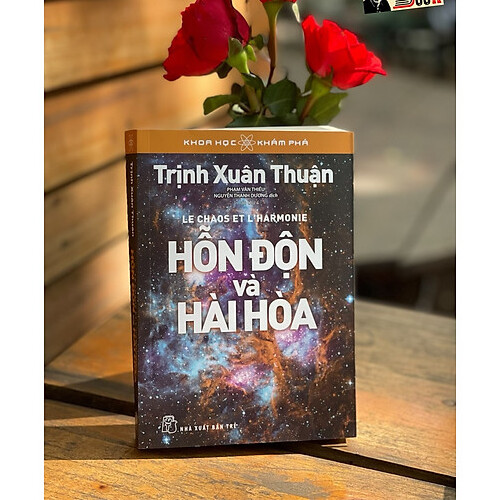 KHOA HỌC KHÁM PHÁ
Trịnh Xuân Thuận
PHẠM VĂN THIỀU
NGUYỄN THANH DƯƠNG dịch
LE CHAOS ET L'HARMONIE
HỖN ĐỘN
và
HÀI HÒA
NHÀ XUẤT BẢN TRẺ